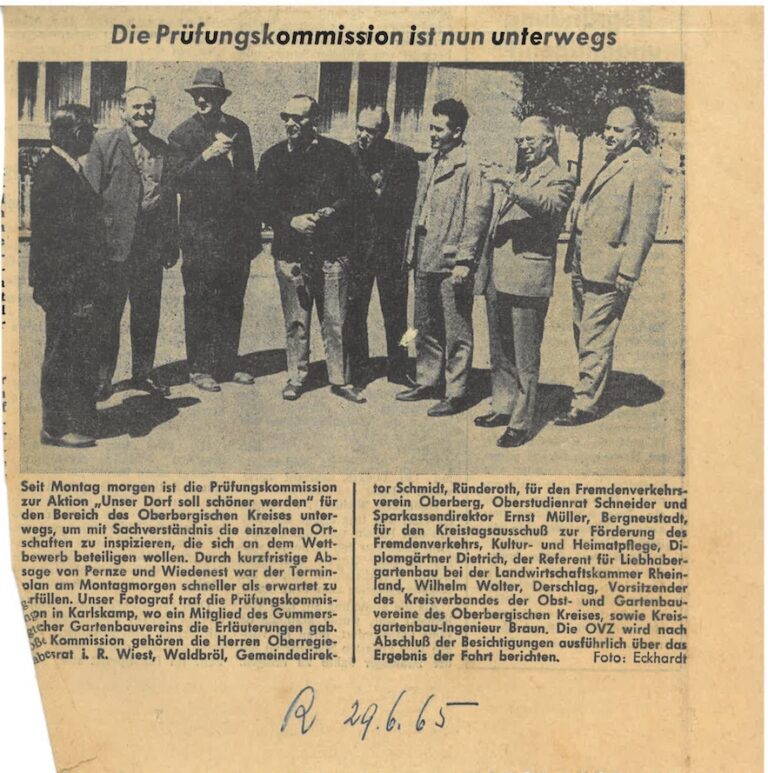 Die Prüfungskommission ist nun unterwegs
Seit Montag morgen ist die Prüfungskommission
zur Aktion „Unser Dorf soll schöner werden“ für
den Bereich des Oberbergischen Kreises unter-
wegs, um mit Sachverständnis die einzelnen Ort-
schaften zu inspizieren, die sich an dem Wett-
bewerb beteiligen wollen. Durch kurzfristige Ab-
sage von Pernze und Wiedenest war der Termin-
plan am Montagmorgen schneller als erwartet zu
erfüllen. Unser Fotograf traf die Prüfungskommis-
in Karlskamp, wo ein Mitglied des Gummers-
Gartenbauvereins die Erläuterungen gab.
Kommission gehören die Herren Oberregie-
rat i. R. Wiest, Waldbröl, Gemeindedirek-
tor Schmidt, Ründeroth, für den Fremdenverkehrs-
verein Oberberg, Oberstudienrat Schneider und
Sparkassendirektor Ernst Müller, Bergneustadt,
für den Kreistagsausschuß zur Förderung des
Fremdenverkehrs, Kultur- und Heimatpflege, Di-
plomgärtner Dietrich, der Referent für Liebhaber-
gartenbau bei der Landwirtschaftskammer Rhein-
land, Wilhelm Wolter, Derschlag, Vorsitzender
des Kreisverbandes der Obst- und Gartenbau-
vereine des Oberbergischen Kreises, sowie Kreis-
gartenbau-Ingenieur Braun. Die OVZ wird nach
Abschluß der Besichtigungen ausführlich über das
Ergebnis der Fahrt berichten. Foto: Eckhardt
R 29.6.65